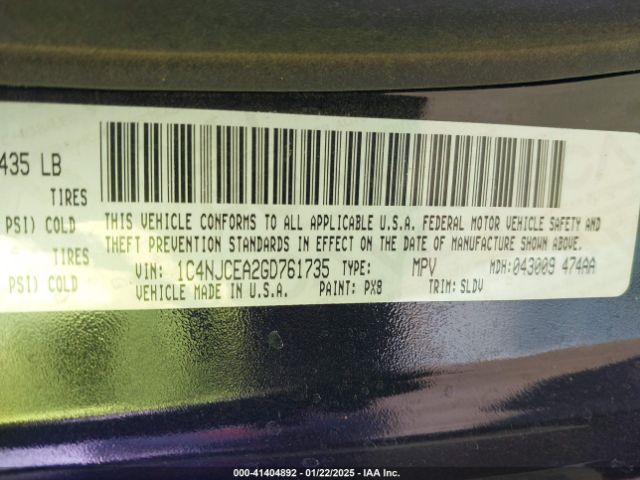 435 LB
TIRES
PSI) COLD
TIRES
PSI) COLD
THIS VEHICLE CONFORMS TO ALL APPLICABLE U.S.A. FEDERAL MOTOR VEHICLE SAFETY AND
THEFT PREVENTION STANDARDS IN EFFECT ON THE DATE OF MANUFACTURE SHOWN ABOVE.
VIN: 1C4NJCEA2GD761735 TYPE: MPV MDH:043009 474AA
VEHICLE MADE IN U.S.A. PAINT: PX8 TRIM: SLDV
000-41404892 - 01/22/2025 - IAA Inc.